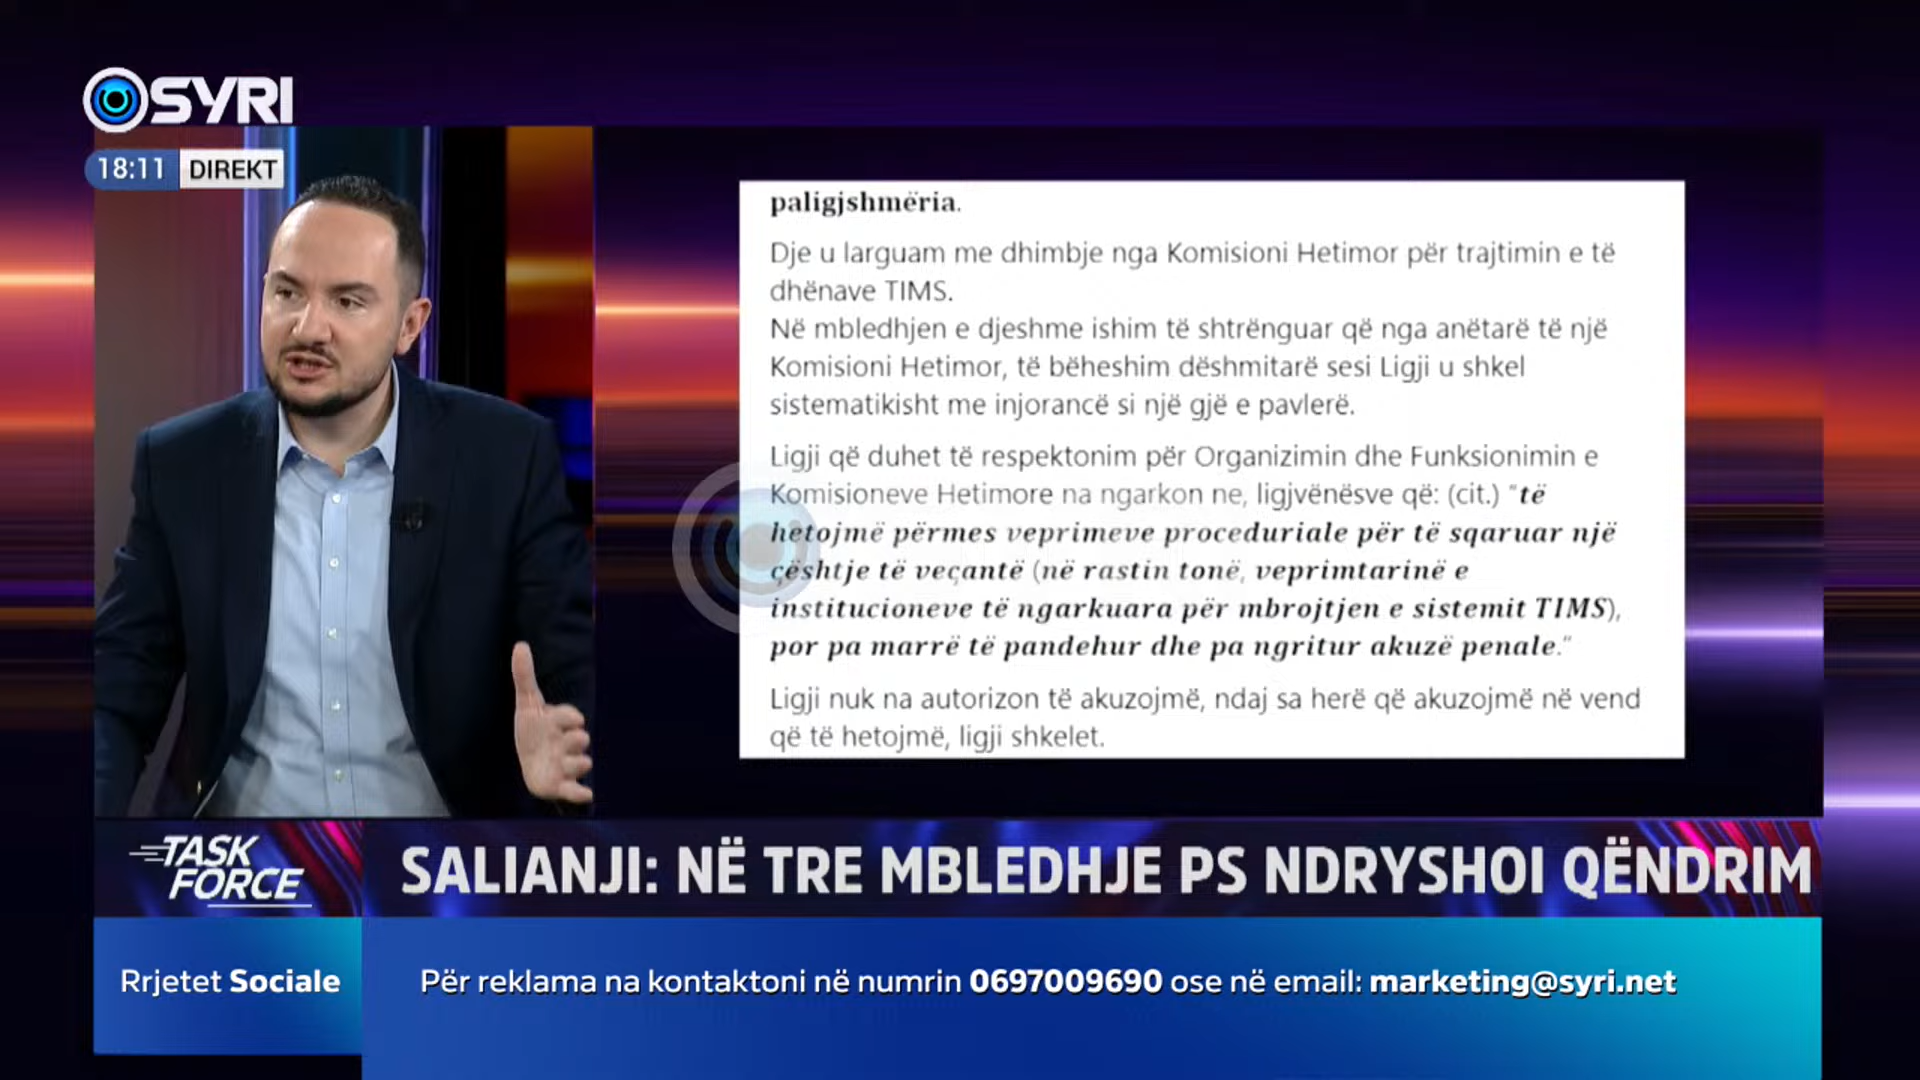 SYRI
18:11 DIREKT
paligjshmëria.
Dje u larguam me dhimbje nga Komisioni Hetimor për trajtimin e të
dhënave TIMS.
Në mbledhjen e djeshme ishim të shtrënguar që nga anëtarë të një
Komisioni Hetimor, të bëheshim dëshmitarë sesi Ligji u shkel
sistematikisht me injorancë si një gjë e pavlerë.
Ligji që duhet të respektonim për Organizimin dhe Funksionimin e
Komisioneve Hetimore na ngarkon ne, ligjvënësve që: (cit.) "të
hetojmë përmes veprimeve proceduriale për të sqaruar një
çështje të veçantë (në rastin tonë, veprimtarinë e
institucioneve të ngarkuara për mbrojtjen e sistemit TIMS),
por pa marrë të pandehur dhe pa ngritur akuzë penale."
Ligji nuk na autorizon të akuzojmë, ndaj sa herë që akuzojmë në vend
që të hetojmë, ligji shkelet.
TASK
FORCE
SALIANJI: NË TRE MBLEDHJE PS NDRYSHOI QËNDRIM
Rrjetet Sociale
Për reklama na kontaktoni në numrin 0697009690 ose në email: marketing@syri.net